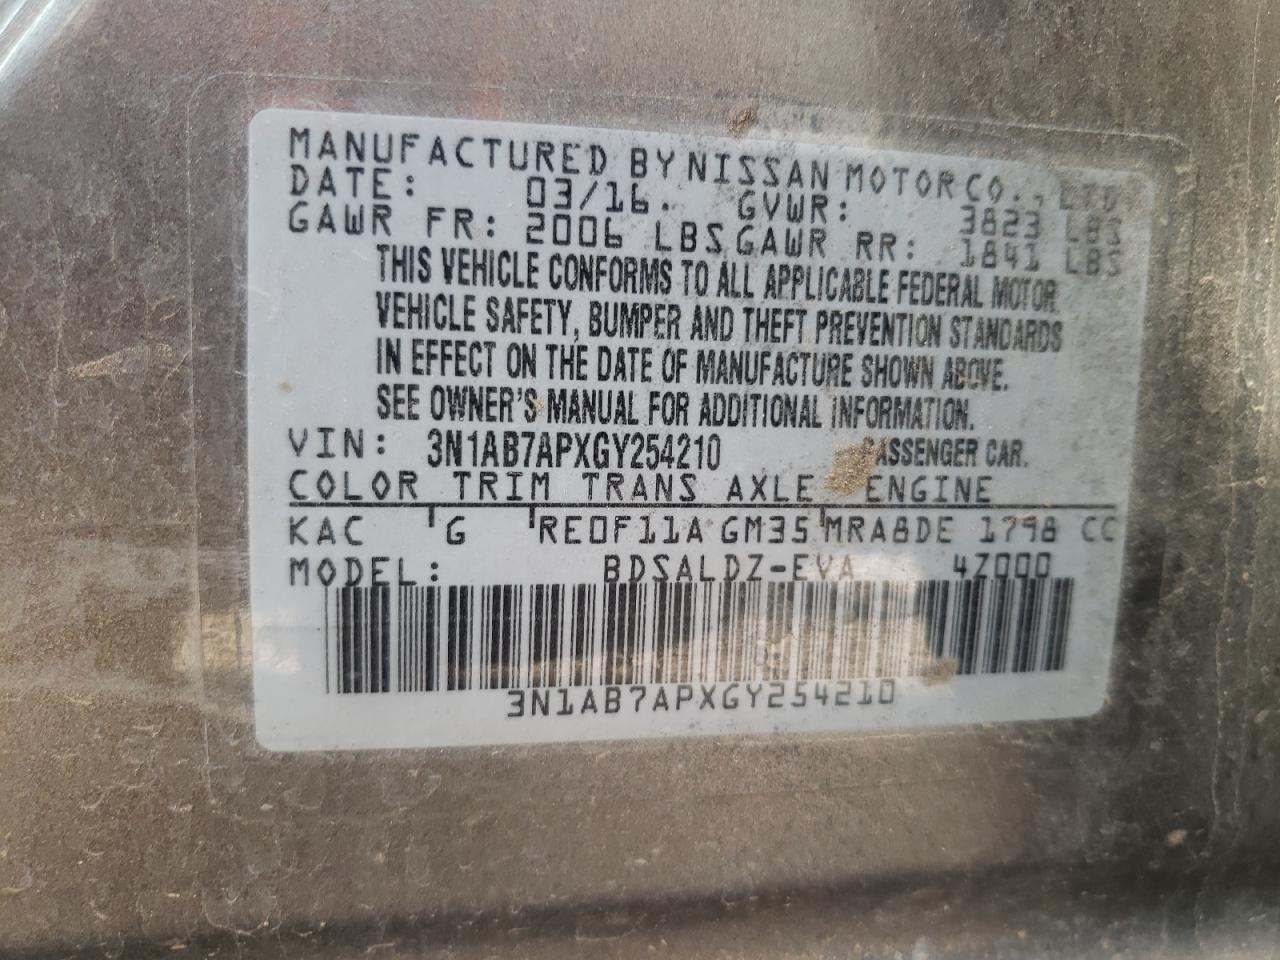 MANUFACTURED BY NISSAN MOTOR CO., LTD
DATE: 03/16. GVWR: 3823 LBS
GAWR FR: 2006 LBS GAWR RR: 1841 LBS
THIS VEHICLE CONFORMS TO ALL APPLICABLE FEDERAL MOTOR
VEHICLE SAFETY, BUMPER AND THEFT PREVENTION STANDARDS
IN EFFECT ON THE DATE OF MANUFACTURE SHOWN ABOVE.
SEE OWNER'S MANUAL FOR ADDITIONAL INFORMATION.
VIN: 3N1AB7APXGY254210 PASSENGER CAR.
COLOR TRIM TRANS AXLE ENGINE
KAC G RE0F11A GM35 MRA8DE 1798 CC
MODEL: BDSALDZ-EVA 4Z000
3N1AB7APXGY254210